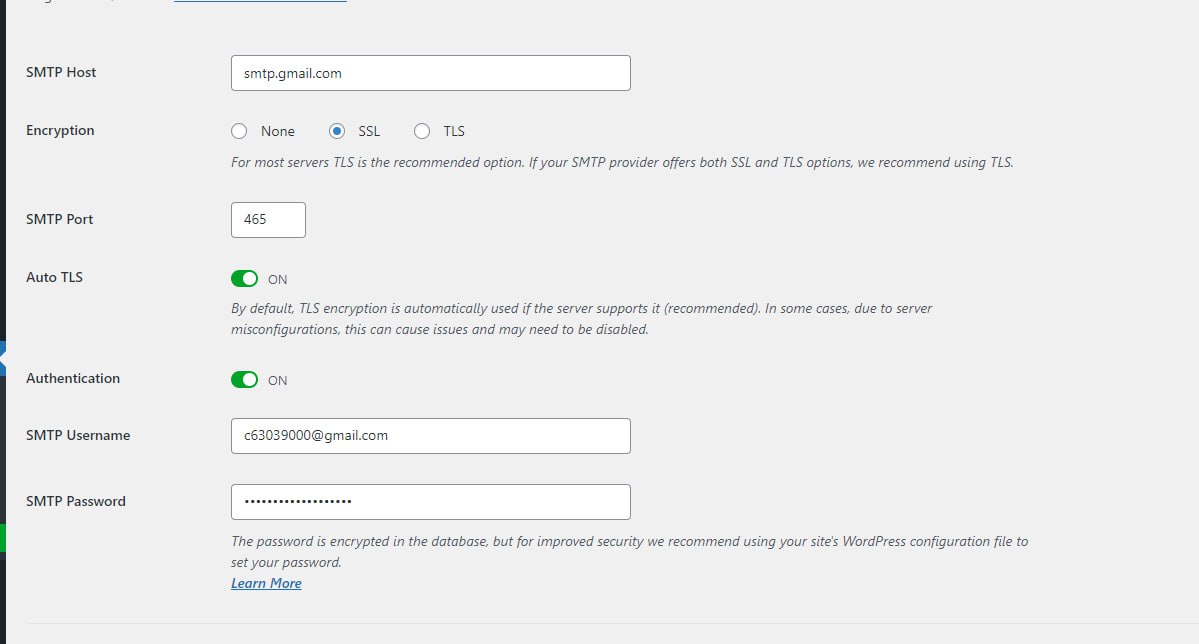 SMTP Host
smtp.gmail.com
Encryption
None SSL TLS
For most servers TLS is the recommended option. If your SMTP provider offers both SSL and TLS options, we recommend using TLS.
SMTP Port
465
Auto TLS
ON
By default, TLS encryption is automatically used if the server supports it (recommended). In some cases, due to server
misconfigurations, this can cause issues and may need to be disabled.
Authentication
ON
SMTP Username
c63039000@gmail.com
SMTP Password
•••••••••••••••••••
The password is encrypted in the database, but for improved security we recommend using your site's WordPress configuration file to
set your password.
Learn More